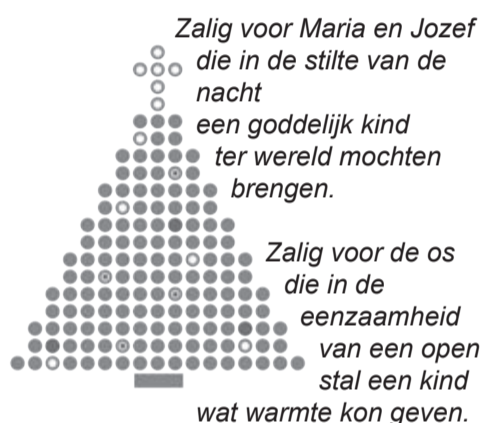 Zalig voor Maria en Jozef
die in de stilte van de
nacht
een goddelijk kind
ter wereld mochten
brengen.
Zalig voor de os
die in de
eenzaamheid
van een open
stal een kind
wat warmte kon geven.